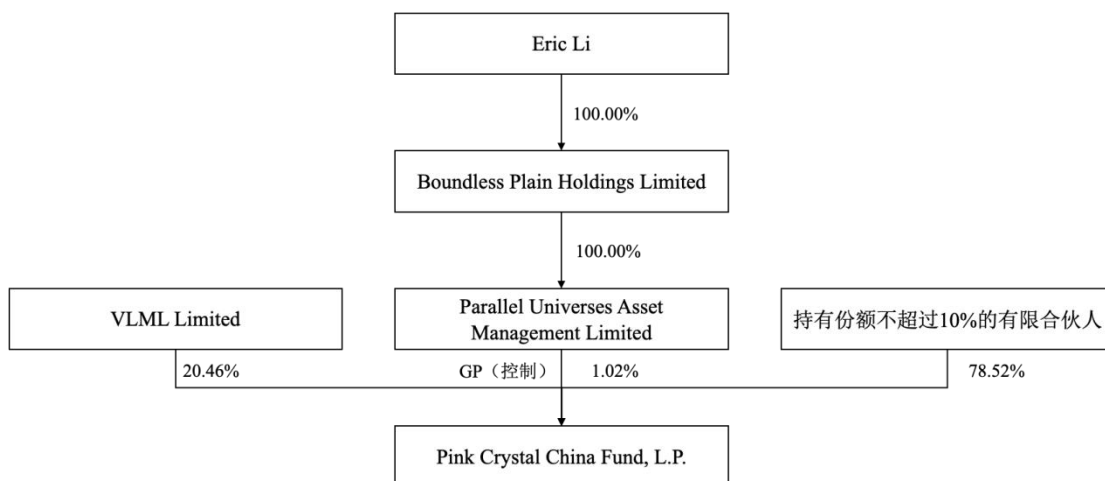 Eric Li
100.00%
Boundless Plain Holdings Limited
100.00%
VLML Limited
Parallel Universes Asset
Management Limited
持有份额不超过10%的有限合伙人
20.46%
GP（控制）
1.02%
78.52%
Pink Crystal China Fund, L.P.